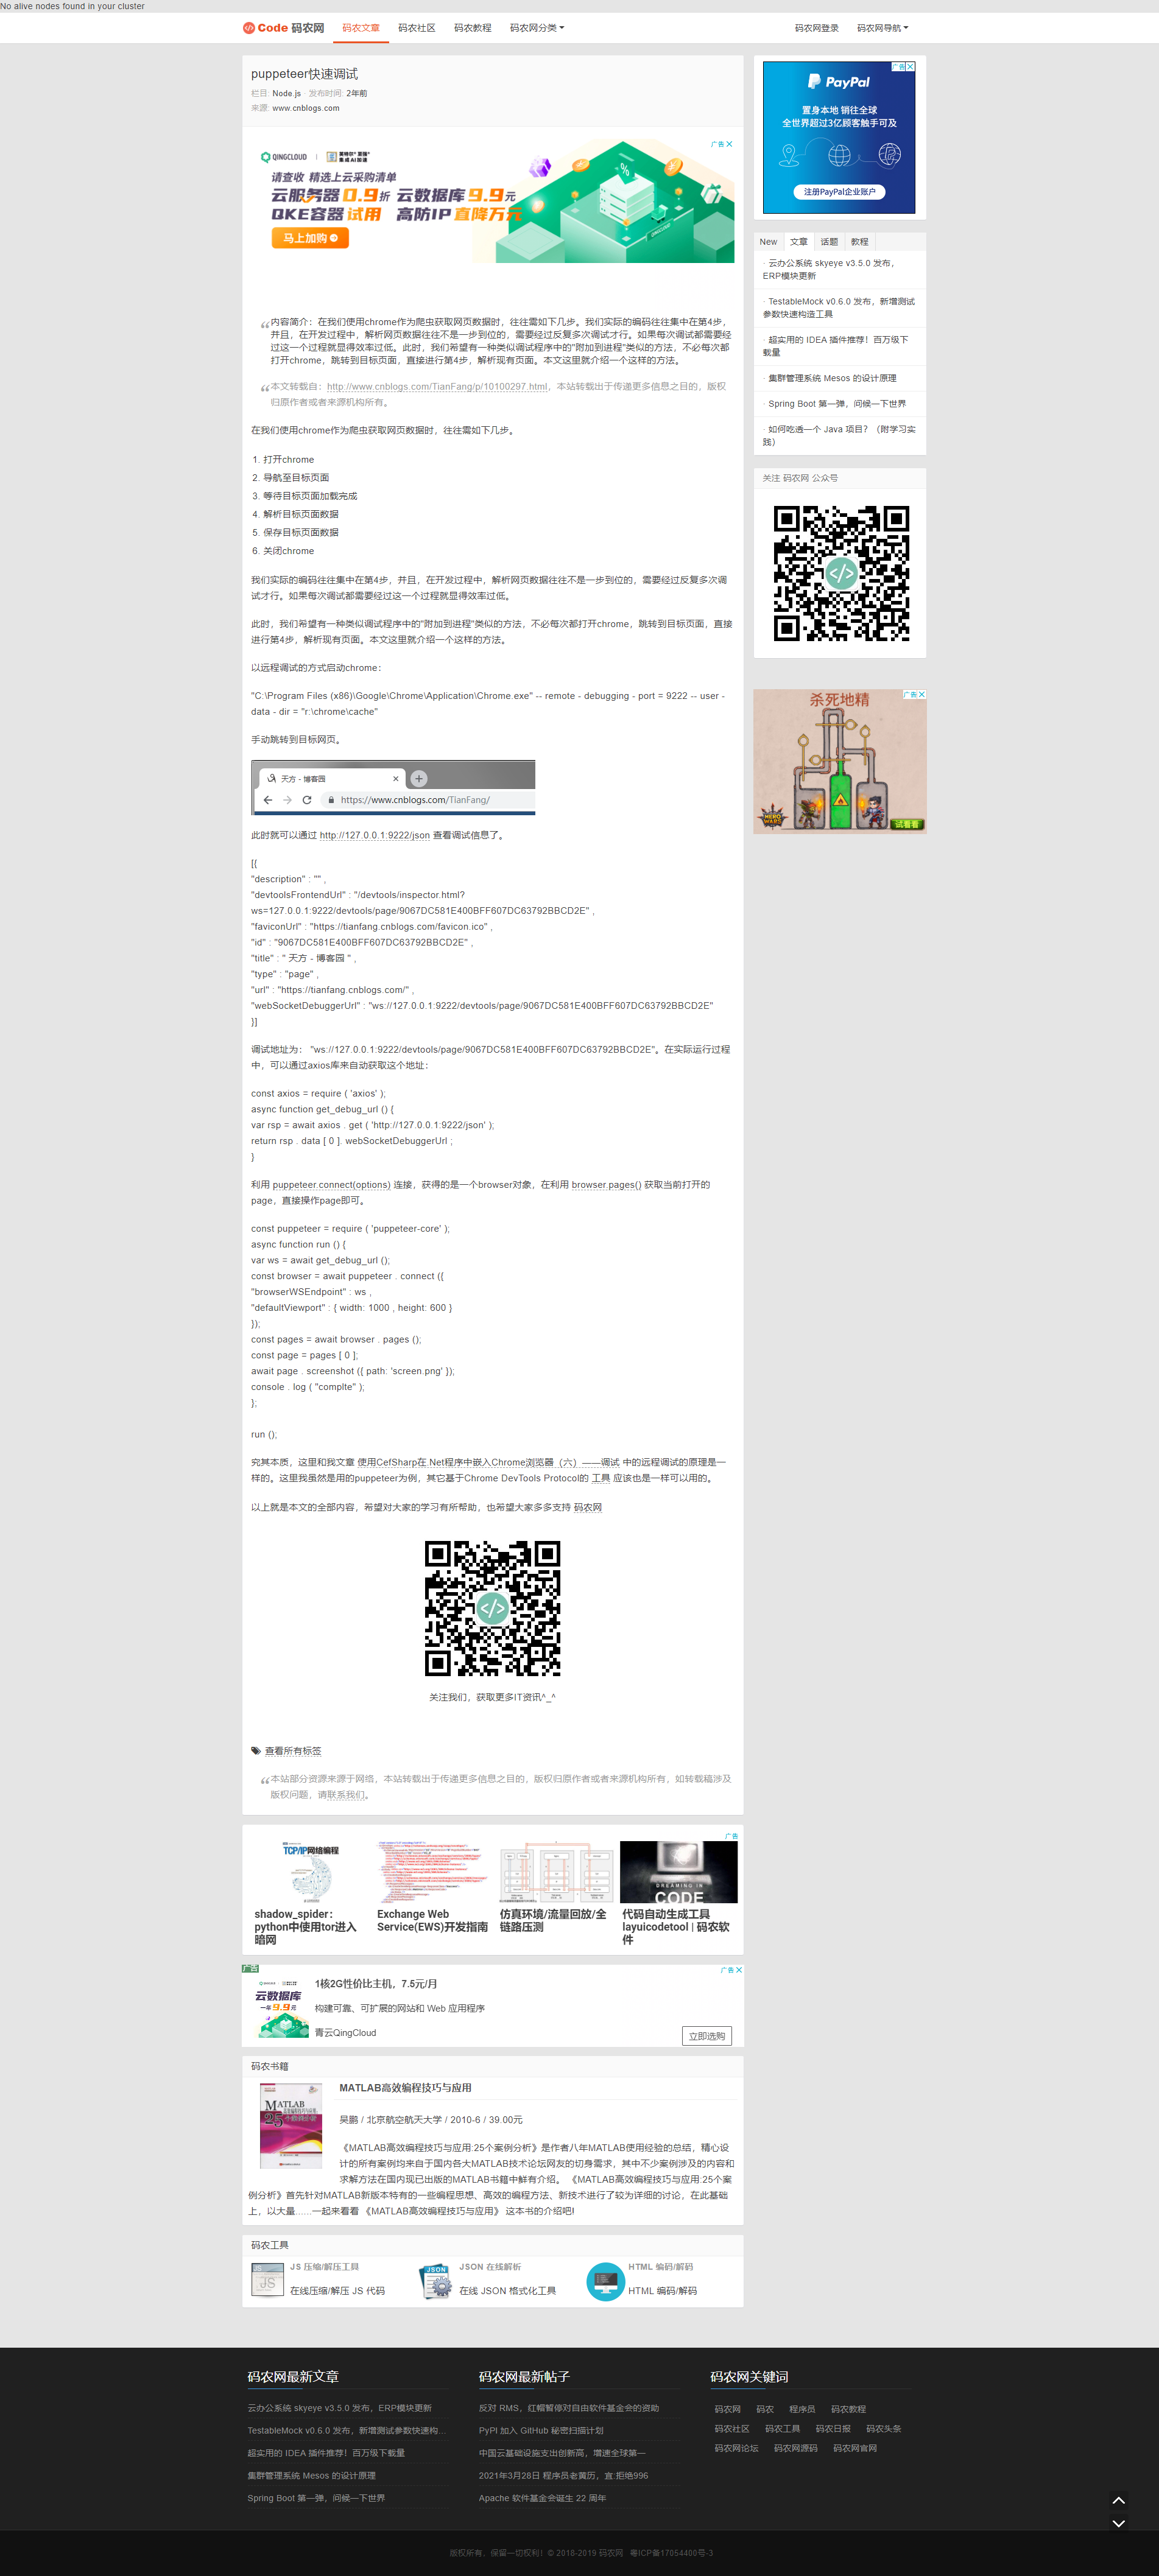 No alive nodes found in your cluster
Code 码农网
码农文章
码农社区
码农教程
码农网分类
码农网登录
码农网导航
puppeteer快速调试
栏目: Node.js · 发布时间: 2年前
来源: www.cnblogs.com
广告
QINGCLOUD
请查收 精选上云采购清单
云服务器 0.9折 云数据库 9.9元
QKE容器 试用 高防IP 直降万元
马上加购
内容简介：在我们使用chrome作为爬虫获取网页数据时，往往需如下几步。我们实际的编码往往集中在第4步，
并且，在开发过程中，解析网页数据往往不是一步到位的，需要经过反复多次调试才行。如果每次调试都需要经
过这一个过程就显得效率过低。此时，我们希望有一种类似调试程序中的"附加到进程"类似的方法，不必每次都
打开chrome，跳转到目标页面，直接进行第4步，解析现有页面。本文这里就介绍一个这样的方法。
本文转载自：http://www.cnblogs.com/TianFang/p/10100297.html，本站转载出于传递更多信息之目的，版权
归原作者或者来源机构所有。
在我们使用chrome作为爬虫获取网页数据时，往往需如下几步。
1. 打开chrome
2. 导航至目标页面
3. 等待目标页面加载完成
4. 解析目标页面数据
5. 保存目标页面数据
6. 关闭chrome
我们实际的编码往往集中在第4步，并且，在开发过程中，解析网页数据往往不是一步到位的，需要经过反复多次调
试才行。如果每次调试都需要经过这一个过程就显得效率过低。
此时，我们希望有一种类似调试程序中的"附加到进程"类似的方法，不必每次都打开chrome，跳转到目标页面，直接
进行第4步，解析现有页面。本文这里就介绍一个这样的方法。
以远程调试的方式启动chrome：
"C:\Program Files (x86)\Google\Chrome\Application\Chrome.exe" -- remote - debugging - port = 9222 -- user -
data - dir = "r:\chrome\cache"
手动跳转到目标网页。
天方 - 博客园
https://www.cnblogs.com/TianFang/
此时就可以通过 http://127.0.0.1:9222/json 查看调试信息了。
[{
"description" : "" ,
"devtoolsFrontendUrl" : "/devtools/inspector.html?
ws=127.0.0.1:9222/devtools/page/9067DC581E400BFF607DC63792BBCD2E" ,
"faviconUrl" : "https://tianfang.cnblogs.com/favicon.ico" ,
"id" : "9067DC581E400BFF607DC63792BBCD2E" ,
"title" : " 天方 - 博客园 " ,
"type" : "page" ,
"url" : "https://tianfang.cnblogs.com/" ,
"webSocketDebuggerUrl" : "ws://127.0.0.1:9222/devtools/page/9067DC581E400BFF607DC63792BBCD2E"
}]
调试地址为： "ws://127.0.0.1:9222/devtools/page/9067DC581E400BFF607DC63792BBCD2E"。在实际运行过程
中，可以通过axios库来自动获取这个地址：
const axios = require ( 'axios' );
async function get_debug_url () {
var rsp = await axios . get ( 'http://127.0.0.1:9222/json' );
return rsp . data [ 0 ]. webSocketDebuggerUrl ;
}
利用 puppeteer.connect(options) 连接，获得的是一个browser对象，在利用 browser.pages() 获取当前打开的
page，直接操作page即可。
const puppeteer = require ( 'puppeteer-core' );
async function run () {
var ws = await get_debug_url ();
const browser = await puppeteer . connect ({
"browserWSEndpoint" : ws ,
"defaultViewport" : { width: 1000 , height: 600 }
});
const pages = await browser . pages ();
const page = pages [ 0 ];
await page . screenshot ({ path: 'screen.png' });
console . log ( "complte" );
};
run ();
究其本质，这里和我文章 使用CefSharp在.Net程序中嵌入Chrome浏览器（六）——调试 中的远程调试的原理是一
样的。这里我虽然是用的puppeteer为例，其它基于Chrome DevTools Protocol的 工具 应该也是一样可以用的。
以上就是本文的全部内容，希望对大家的学习有所帮助，也希望大家多多支持 码农网
关注我们，获取更多IT资讯^_^
查看所有标签
本站部分资源来源于网络，本站转载出于传递更多信息之目的，版权归原作者或者来源机构所有，如转载稿涉及
版权问题，请联系我们。
广告
TCP/IP网络编程
DREAMING IN
CODE
shadow_spider：
python中使用tor进入
暗网
Exchange Web
Service(EWS)开发指南
仿真环境/流量回放/全
链路压测
代码自动生成工具
layuicodetool | 码农软
件
广告
广告
云数据库
一年 9.9元
1核2G性价比主机，7.5元/月
构建可靠、可扩展的网站和 Web 应用程序
青云QingCloud
立即选购
码农书籍
MATLAB
25
MATLAB高效编程技巧与应用
吴鹏 / 北京航空航天大学 / 2010-6 / 39.00元
《MATLAB高效编程技巧与应用:25个案例分析》是作者八年MATLAB使用经验的总结，精心设
计的所有案例均来自于国内各大MATLAB技术论坛网友的切身需求，其中不少案例涉及的内容和
求解方法在国内现已出版的MATLAB书籍中鲜有介绍。 《MATLAB高效编程技巧与应用:25个案
例分析》首先针对MATLAB新版本特有的一些编程思想、高效的编程方法、新技术进行了较为详细的讨论，在此基础
上，以大量......一起来看看 《MATLAB高效编程技巧与应用》 这本书的介绍吧!
码农工具
JS
JS 压缩/解压工具
在线压缩/解压 JS 代码
JSON
JSON 在线解析
在线 JSON 格式化工具
HTML 编码/解码
HTML 编码/解码
广告
PayPal
置身本地 销往全球
全世界超过3亿顾客触手可及
注册PayPal企业账户
New
文章
话题
教程
· 云办公系统 skyeye v3.5.0 发布，
ERP模块更新
· TestableMock v0.6.0 发布，新增测试
参数快速构造工具
· 超实用的 IDEA 插件推荐！百万级下
载量
· 集群管理系统 Mesos 的设计原理
· Spring Boot 第一弹，问候一下世界
· 如何吃透一个 Java 项目？（附学习实
践）
关注 码农网 公众号
广告
杀死地精
HERO
WARS
试看看
码农网最新文章
云办公系统 skyeye v3.5.0 发布，ERP模块更新
TestableMock v0.6.0 发布，新增测试参数快速构...
超实用的 IDEA 插件推荐！百万级下载量
集群管理系统 Mesos 的设计原理
Spring Boot 第一弹，问候一下世界
码农网最新帖子
反对 RMS，红帽暂停对自由软件基金会的资助
PyPI 加入 GitHub 秘密扫描计划
中国云基础设施支出创新高，增速全球第一
2021年3月28日 程序员老黄历，宜:拒绝996
Apache 软件基金会诞生 22 周年
码农网关键词
码农网 码农 程序员 码农教程
码农社区 码农工具 码农日报 码农头条
码农网论坛 码农网源码 码农网官网
版权所有，保留一切权利！© 2018-2019 码农网 粤ICP备17054400号-3